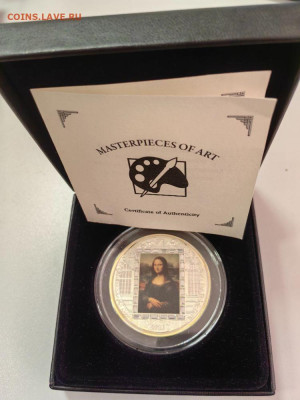 COINS.LAVE.RU
MASTERPIECES OF ART
Certificate of Authenticity